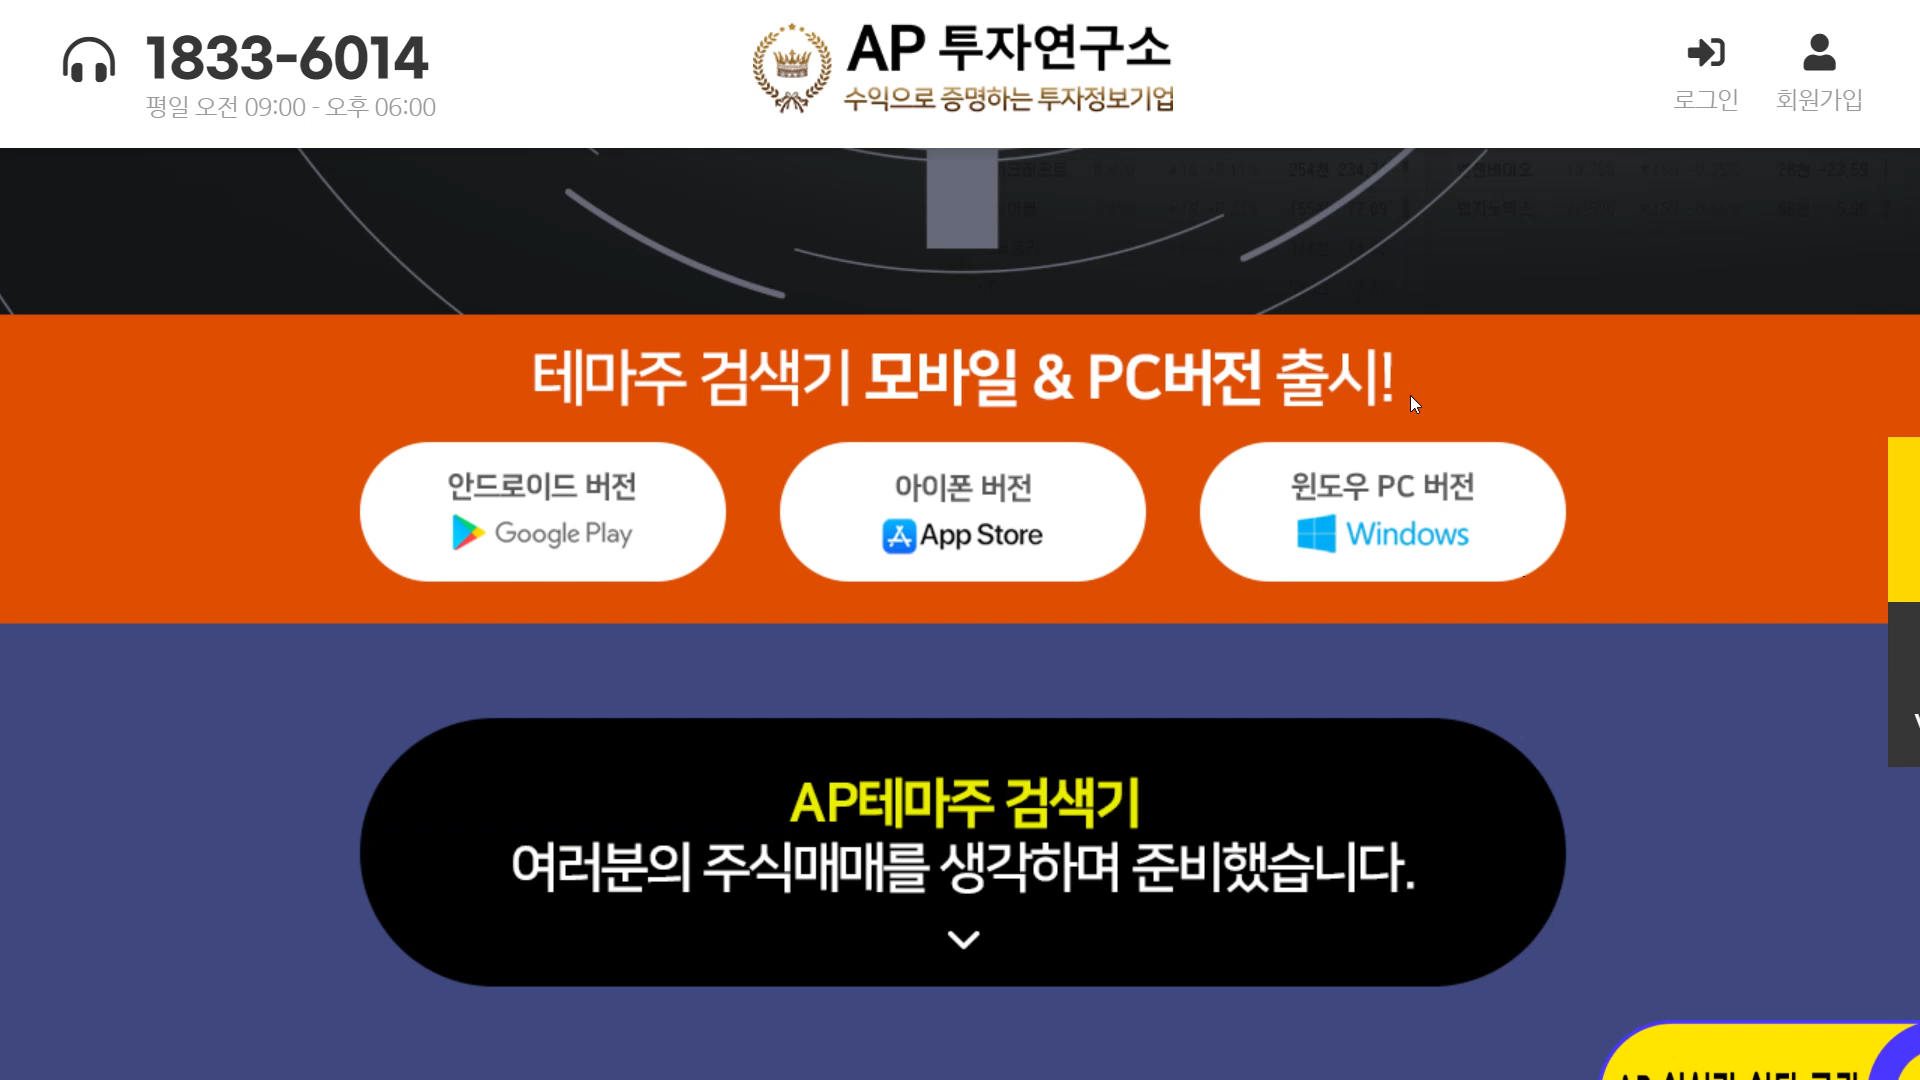 1833-6014
평일 오전 09:00 - 오후 06:00
AP 투자연구소
수익으로 증명하는 투자정보기업
로그인
회원가입
254천
테마주 검색기 모바일 & PC버전 출시!
안드로이드 버전
Google Play
아이폰 버전
App Store
윈도우 PC 버전
Windows
AP테마주 검색기
여러분의 주식매매를 생각하며 준비했습니다.